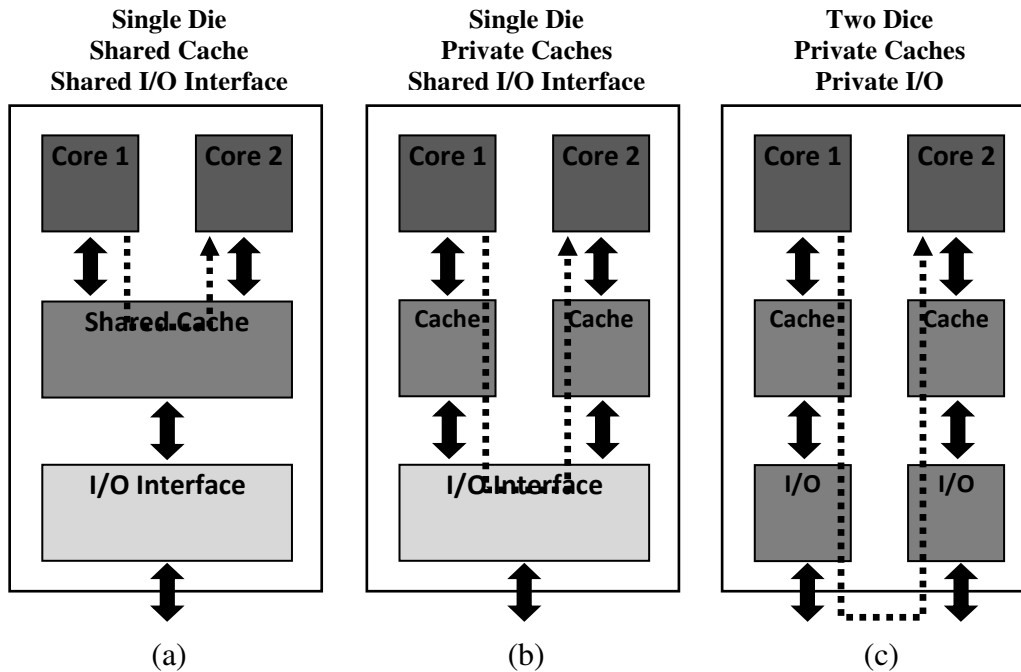 Single Die
Shared Cache
Shared I/O Interface
Core 1
Core 2
Shared Cache
I/O Interface
(a)
Single Die
Private Caches
Shared I/O Interface
Core 1
Core 2
Cache
Cache
I/O Interface
(b)
Two Dice
Private Caches
Private I/O
Core 1
Core 2
Cache
Cache
I/O
I/O
(c)